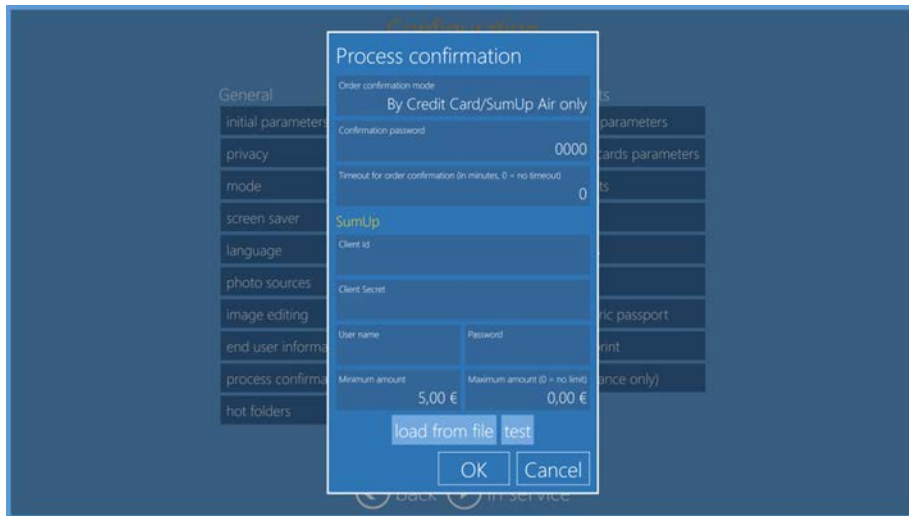 Configuration
Process confirmation
Order confirmation mode
By Credit Card/SumUp Air only
Confirmation password
0000
Timeout for order confirmation (in minutes, 0 = no timeout)
0
SumUp
Client Id
Client Secret
User name
Password
Minimum amount
5,00 €
Maximum amount (0 = no limit)
0,00 €
load from file
test
OK
Cancel
General
initial parameters
privacy
mode
screen saver
language
photo sources
image editing
end user informa
process confirma
hot folders
ts
parameters
cards parameters
ts
ric passport
rint
ance only)
back
in service